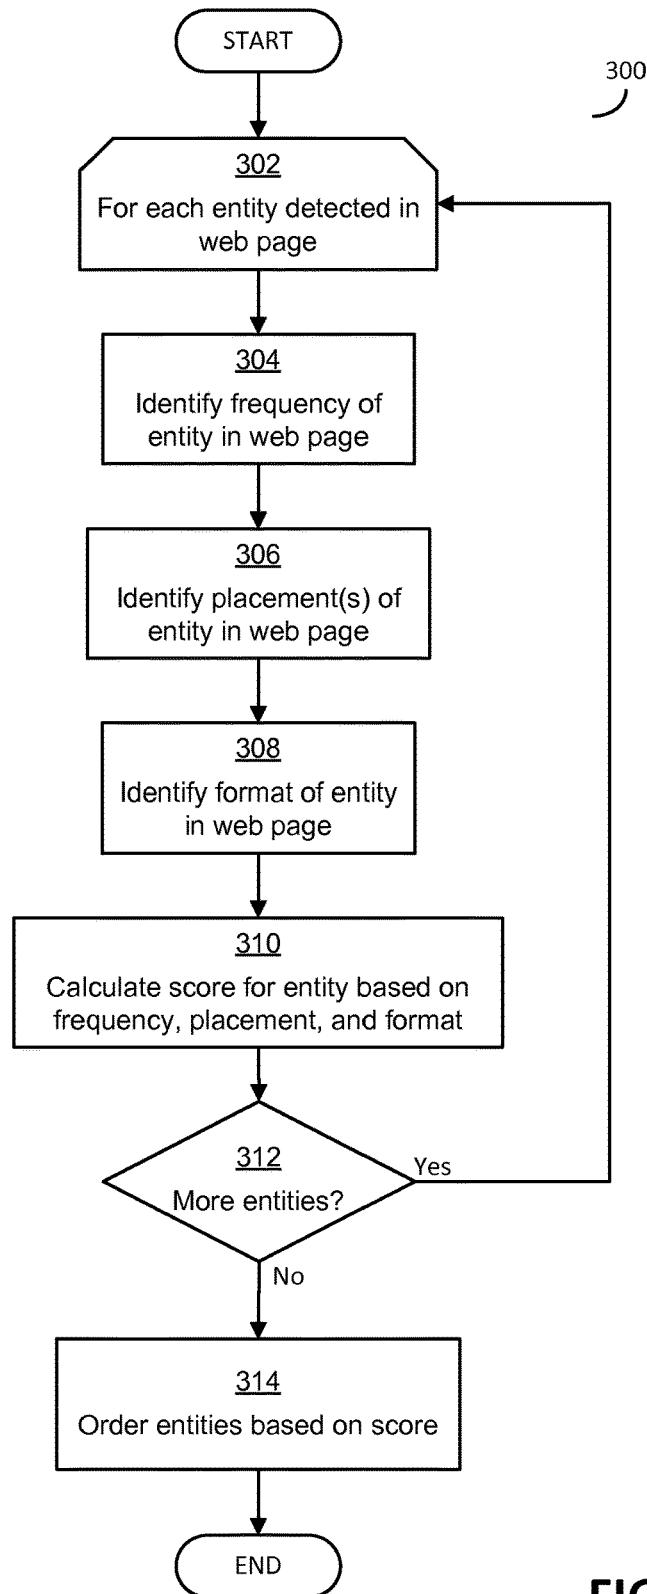 START
300
302
For each entity detected in
web page
304
Identify frequency of
entity in web page
306
Identify placement(s) of
entity in web page
308
Identify format of entity
in web page
310
Calculate score for entity based on
frequency, placement, and format
312
More entities?
Yes
No
314
Order entities based on score
END